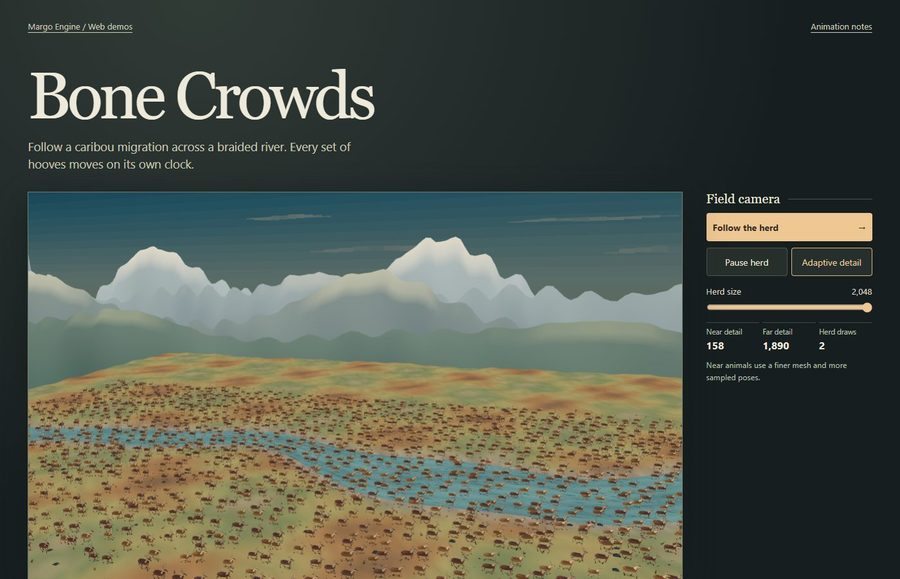 Margo Engine / Web demos
Animation notes
Bone Crowds
Follow a caribou migration across a braided river. Every set of
hooves moves on its own clock.
Field camera
Follow the herd →
Pause herd
Adaptive detail
Herd size 2,048
Near detail Far detail Herd draws
158 1,890 2
Near animals use a finer mesh and more
sampled poses.